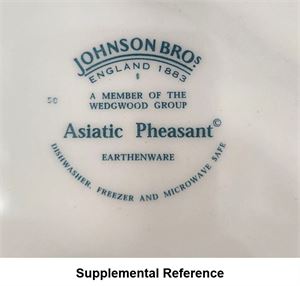 JOHNSON BROS
ENGLAND 1883
A MEMBER OF THE
WEDGWOOD GROUP
50
Asiatic Pheasant©
EARTHENWARE
DISHWASHER, FREEZER AND MICROWAVE SAFE
Supplemental Reference